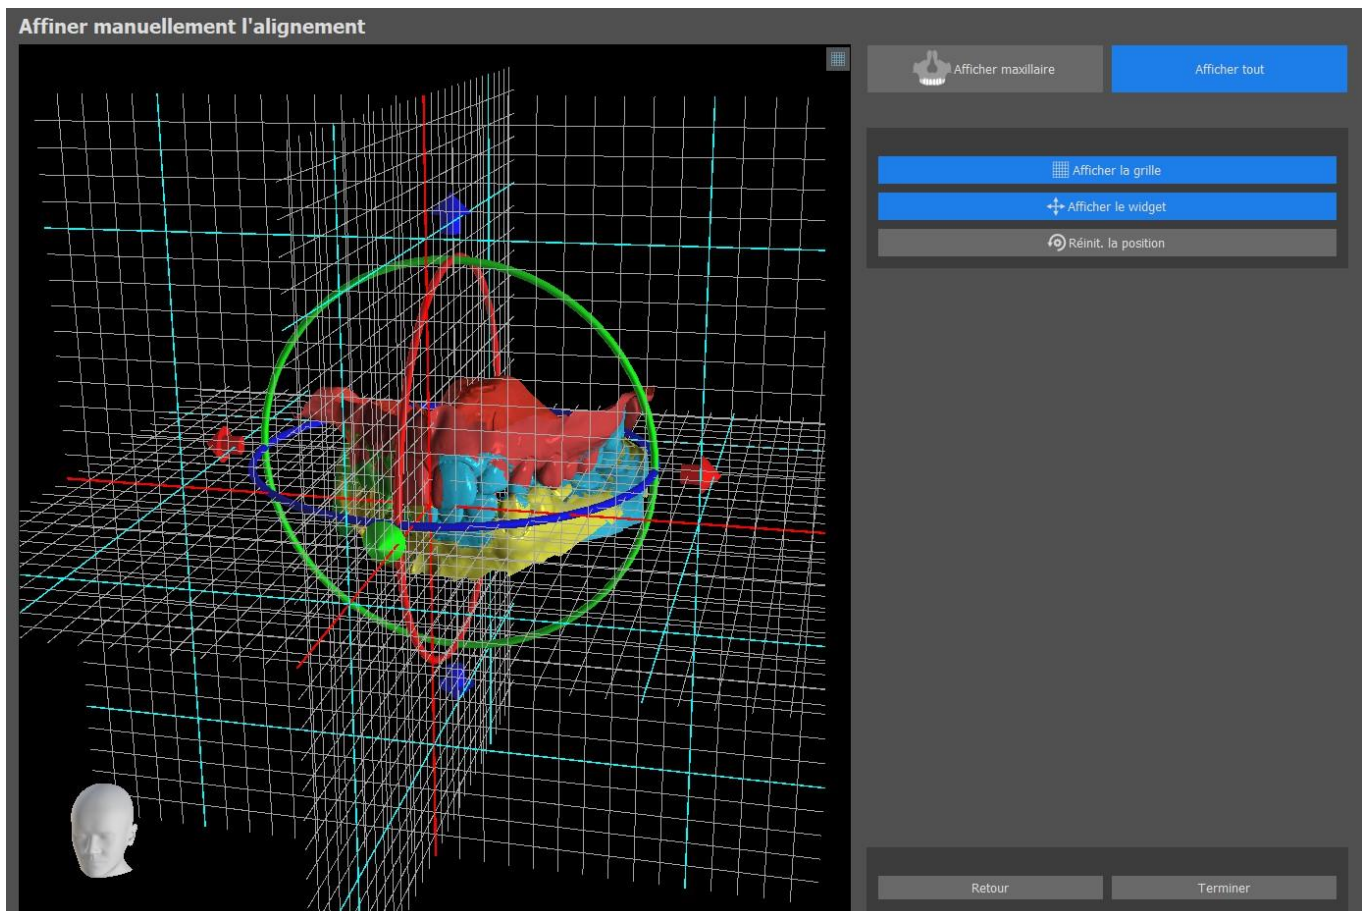 Affiner manuellement l'alignement
Afficher maxillaire
Afficher tout
Afficher la grille
Afficher le widget
Réinit. la position
Retour
Terminer